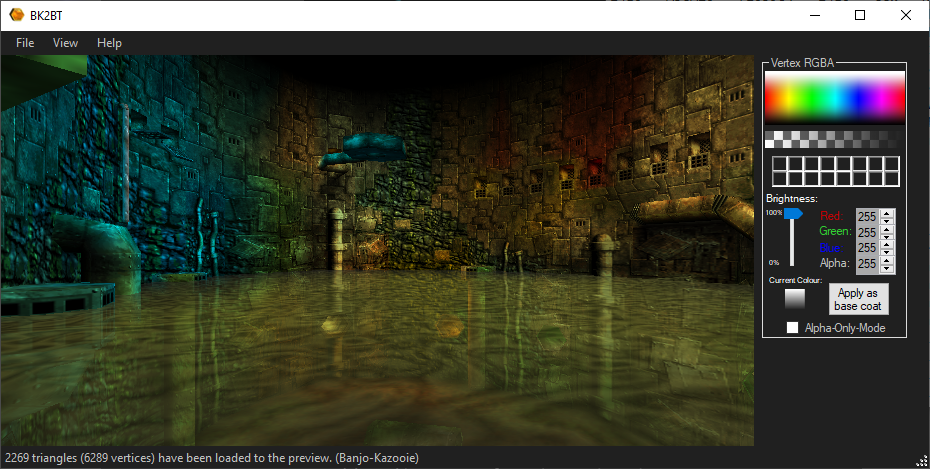 BK2BT
File View Help
Vertex RGBA
Brightness:
100%
Red: 255
Green: 255
Blue: 255
0%
Alpha: 255
Current Colour:
Apply as
base coat
Alpha-Only-Mode
2269 triangles (6289 vertices) have been loaded to the preview. (Banjo-Kazooie)